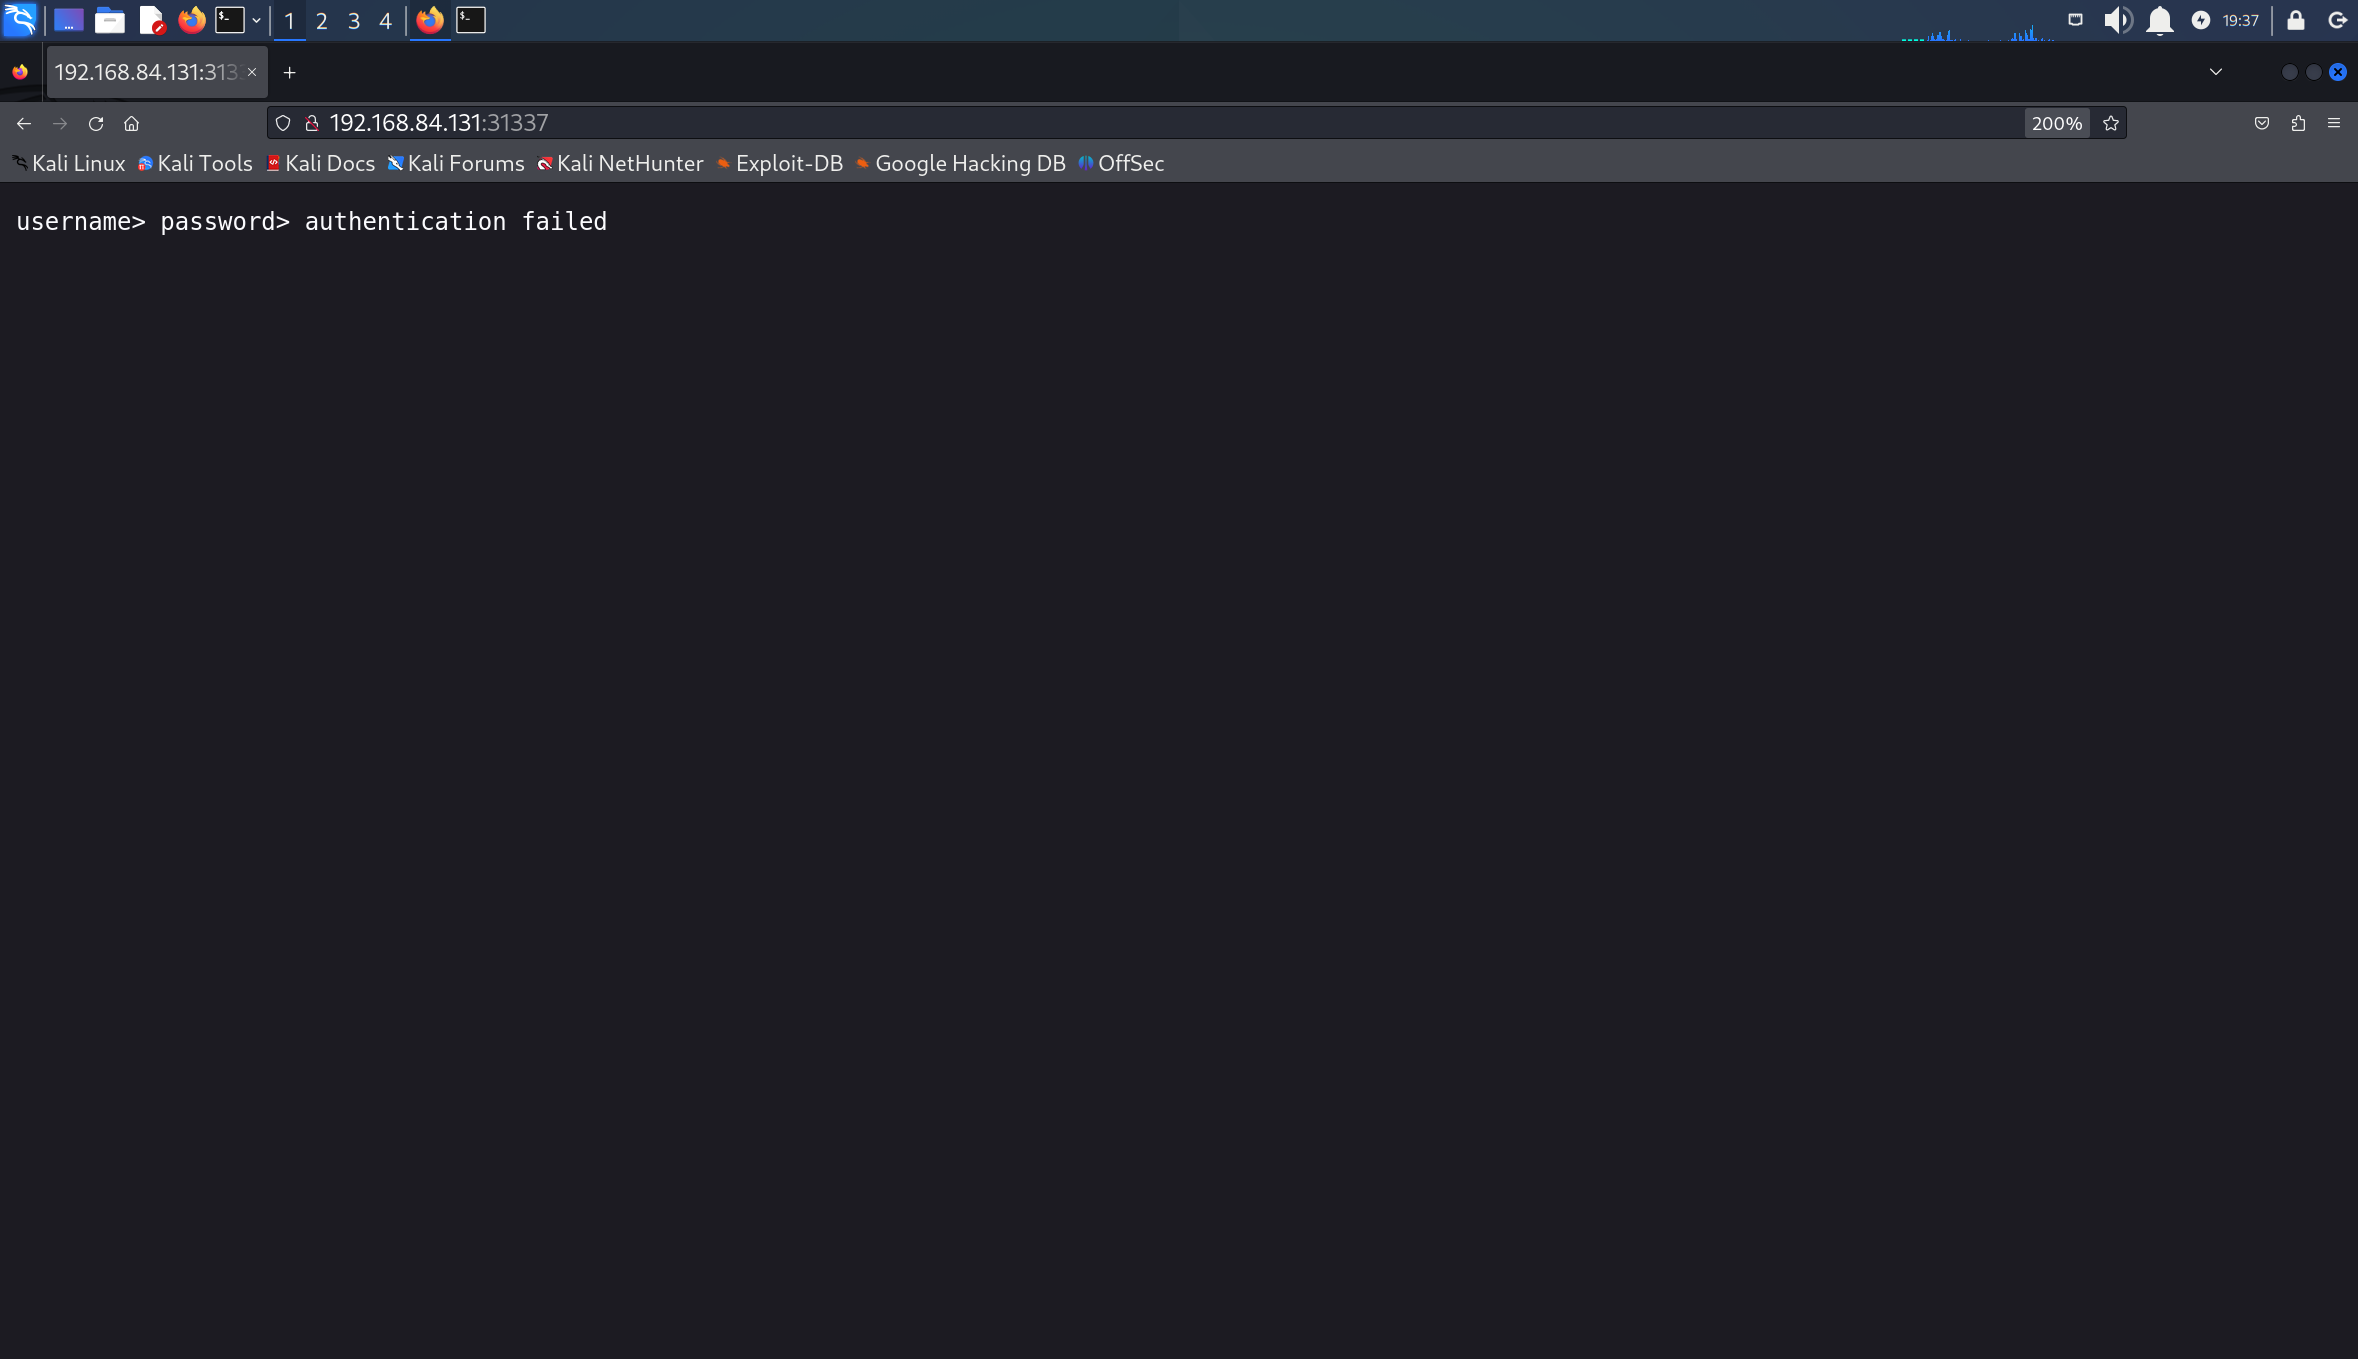 $- 1 2 3 4 $- 19:37
192.168.84.131:313
192.168.84.131:31337 200%
Kali Linux Kali Tools Kali Docs Kali Forums Kali NetHunter Exploit-DB Google Hacking DB OffSec
username> password> authentication failed